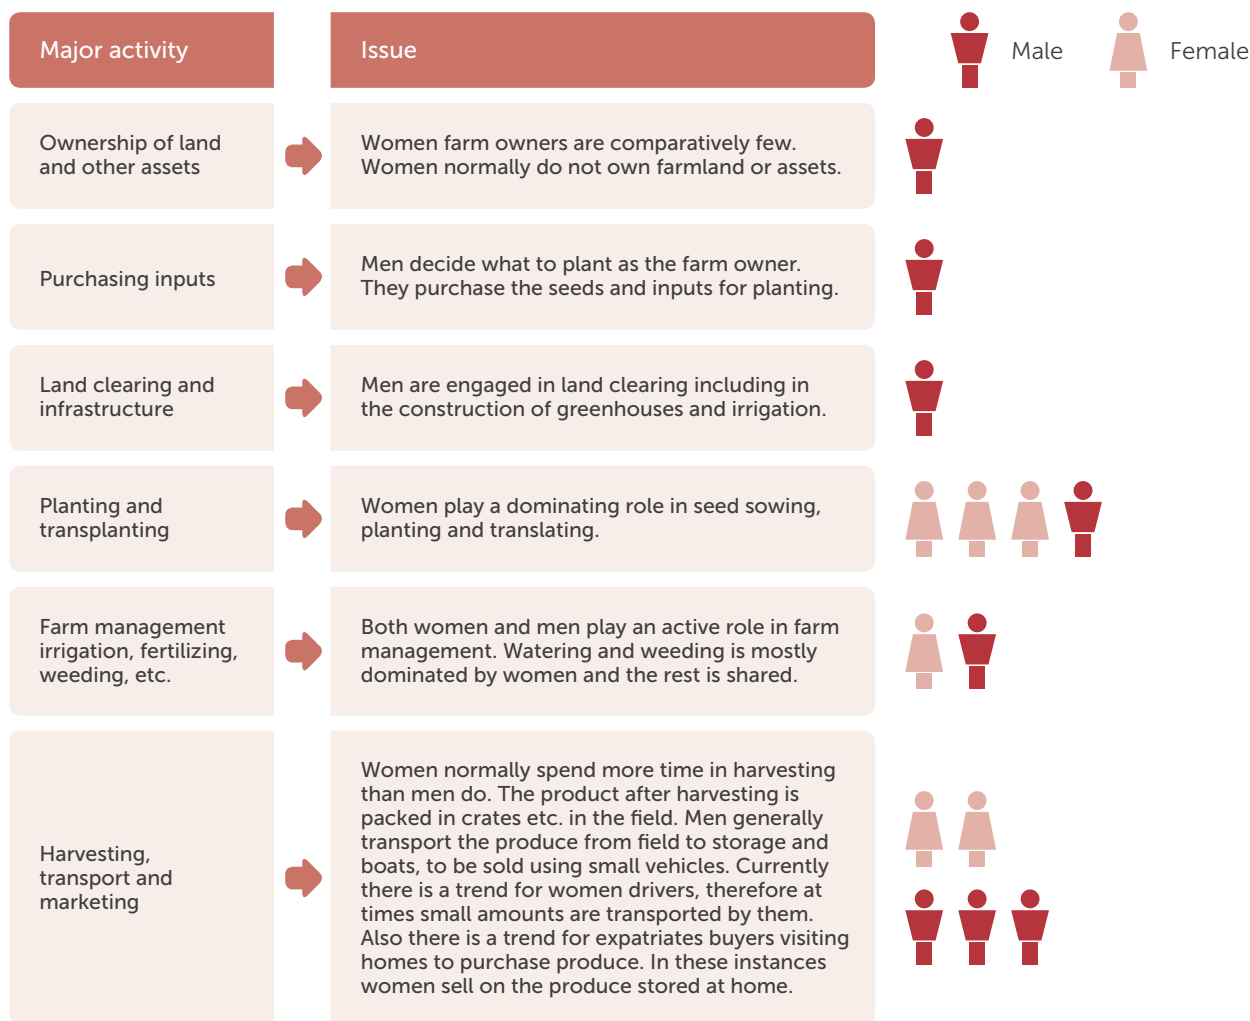 Major activity
Issue
Male
Female
Ownership of land
and other assets
Women farm owners are comparatively few.
Women normally do not own farmland or assets.
Purchasing inputs
Men decide what to plant as the farm owner.
They purchase the seeds and inputs for planting.
Land clearing and
infrastructure
Men are engaged in land clearing including in
the construction of greenhouses and irrigation.
Planting and
transplanting
Women play a dominating role in seed sowing,
planting and translating.
Farm management
irrigation, fertilizing,
weeding, etc.
Both women and men play an active role in farm
management. Watering and weeding is mostly
dominated by women and the rest is shared.
Harvesting,
transport and
marketing
Women normally spend more time in harvesting
than men do. The product after harvesting is
packed in crates etc. in the field. Men generally
transport the produce from field to storage and
boats, to be sold using small vehicles. Currently
there is a trend for women drivers, therefore at
times small amounts are transported by them.
Also there is a trend for expatriates buyers visiting
homes to purchase produce. In these instances
women sell on the produce stored at home.